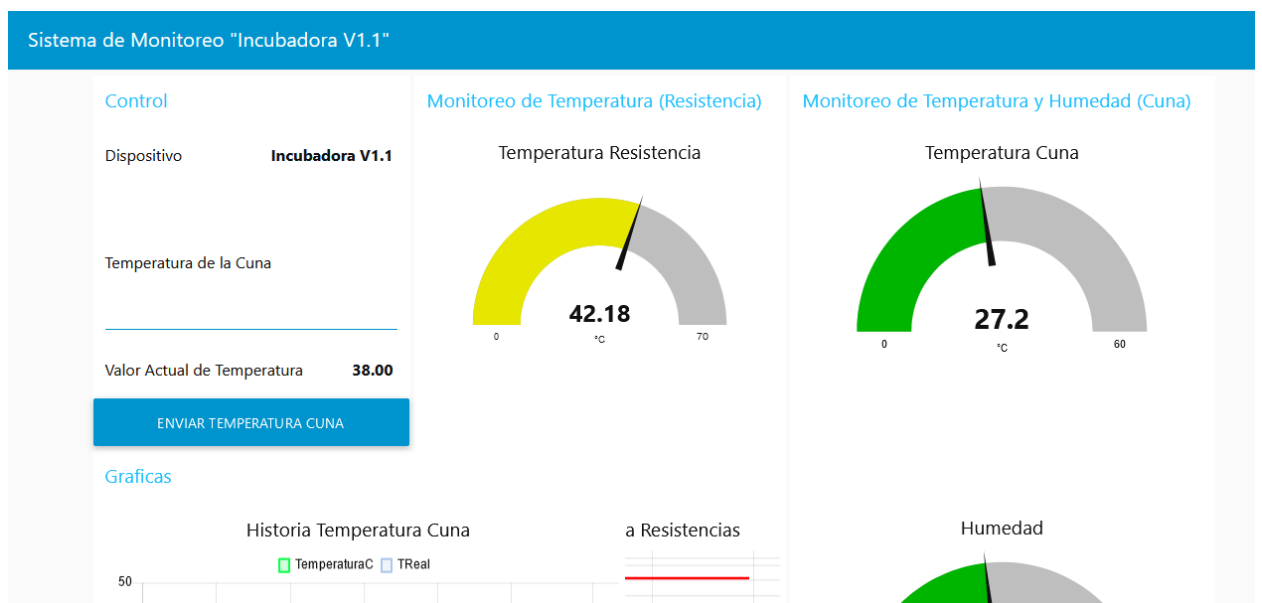 Sistema de Monitoreo "Incubadora V1.1"
Control
Dispositivo Incubadora V1.1
Temperatura de la Cuna
Valor Actual de Temperatura 38.00
ENVIAR TEMPERATURA CUNA
Monitoreo de Temperatura (Resistencia)
Temperatura Resistencia
42.18
0 °C 70
Monitoreo de Temperatura y Humedad (Cuna)
Temperatura Cuna
27.2
0 °C 60
Graficas
Historia Temperatura Cuna
TemperaturaC TReal
50
a Resistencias
Humedad